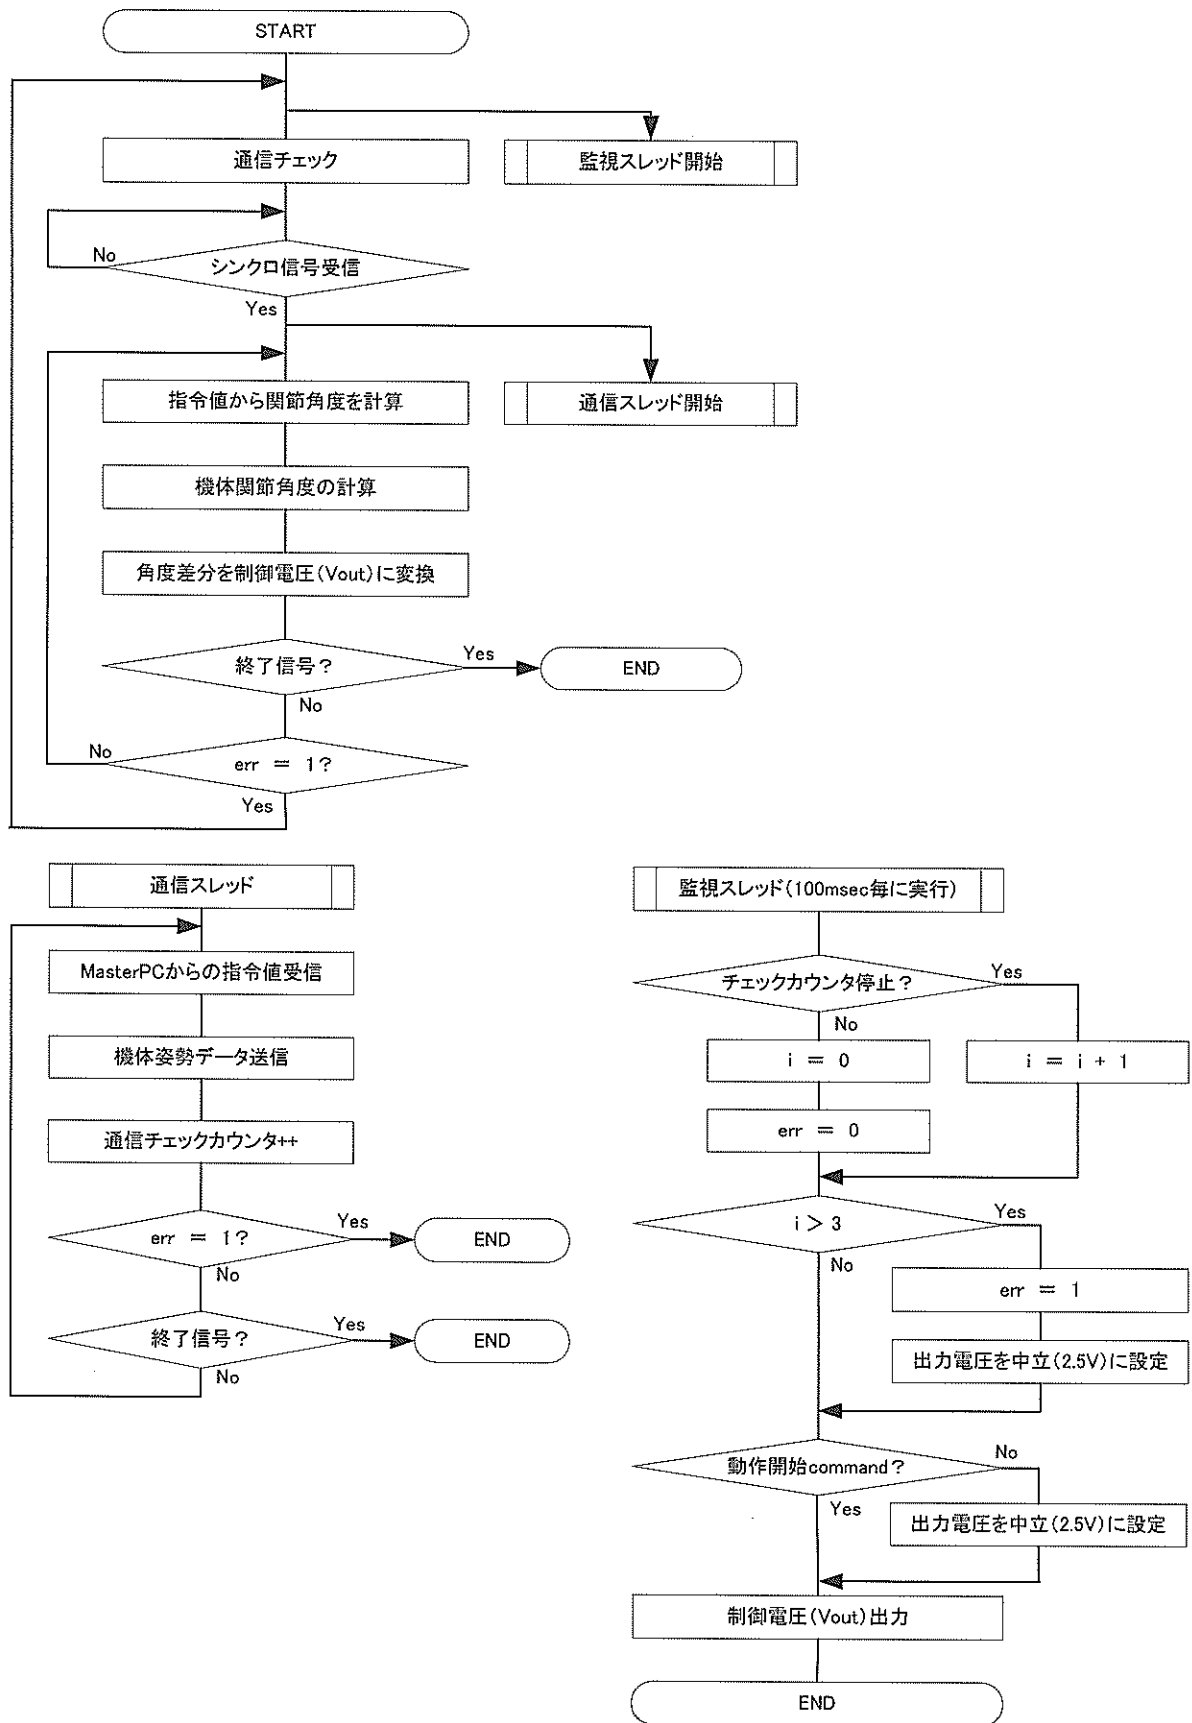 START
通信チェック
監視スレッド開始
No
シンクロ信号受信
Yes
指令値から関節角度を計算
通信スレッド開始
機体関節角度の計算
角度差分を制御電圧(Vout)に変換
終了信号?
Yes
END
No
No
err = 1?
Yes
通信スレッド
MasterPCからの指令値受信
機体姿勢データ送信
通信チェックカウンタ++
err = 1?
Yes
END
No
終了信号?
Yes
END
No
監視スレッド(100msec毎に実行)
チェックカウンタ停止?
Yes
No
i = 0
i = i + 1
err = 0
i > 3
Yes
No
err = 1
出力電圧を中立(2.5V)に設定
動作開始command?
No
Yes
出力電圧を中立(2.5V)に設定
制御電圧(Vout)出力
END